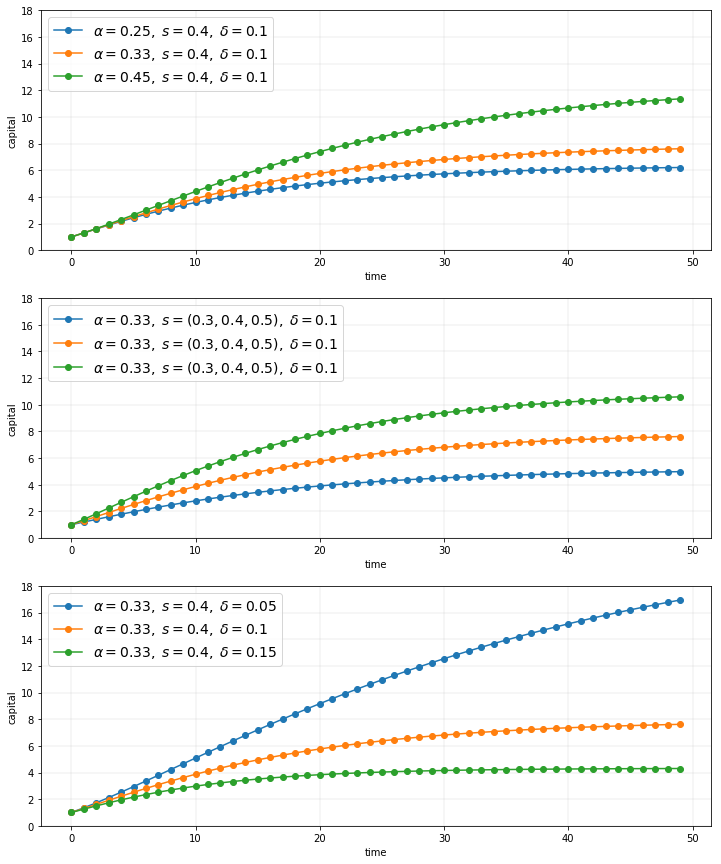 18
16
14
12
10
8
6
4
2
0
capital
α = 0.25, s = 0.4, δ = 0.1
α = 0.33, s = 0.4, δ = 0.1
α = 0.45, s = 0.4, δ = 0.1
0 10 20 30 40 50
time
18
16
14
12
10
8
6
4
2
0
capital
α = 0.33, s = (0.3, 0.4, 0.5), δ = 0.1
α = 0.33, s = (0.3, 0.4, 0.5), δ = 0.1
α = 0.33, s = (0.3, 0.4, 0.5), δ = 0.1
0 10 20 30 40 50
time
18
16
14
12
10
8
6
4
2
0
capital
α = 0.33, s = 0.4, δ = 0.05
α = 0.33, s = 0.4, δ = 0.1
α = 0.33, s = 0.4, δ = 0.15
0 10 20 30 40 50
time